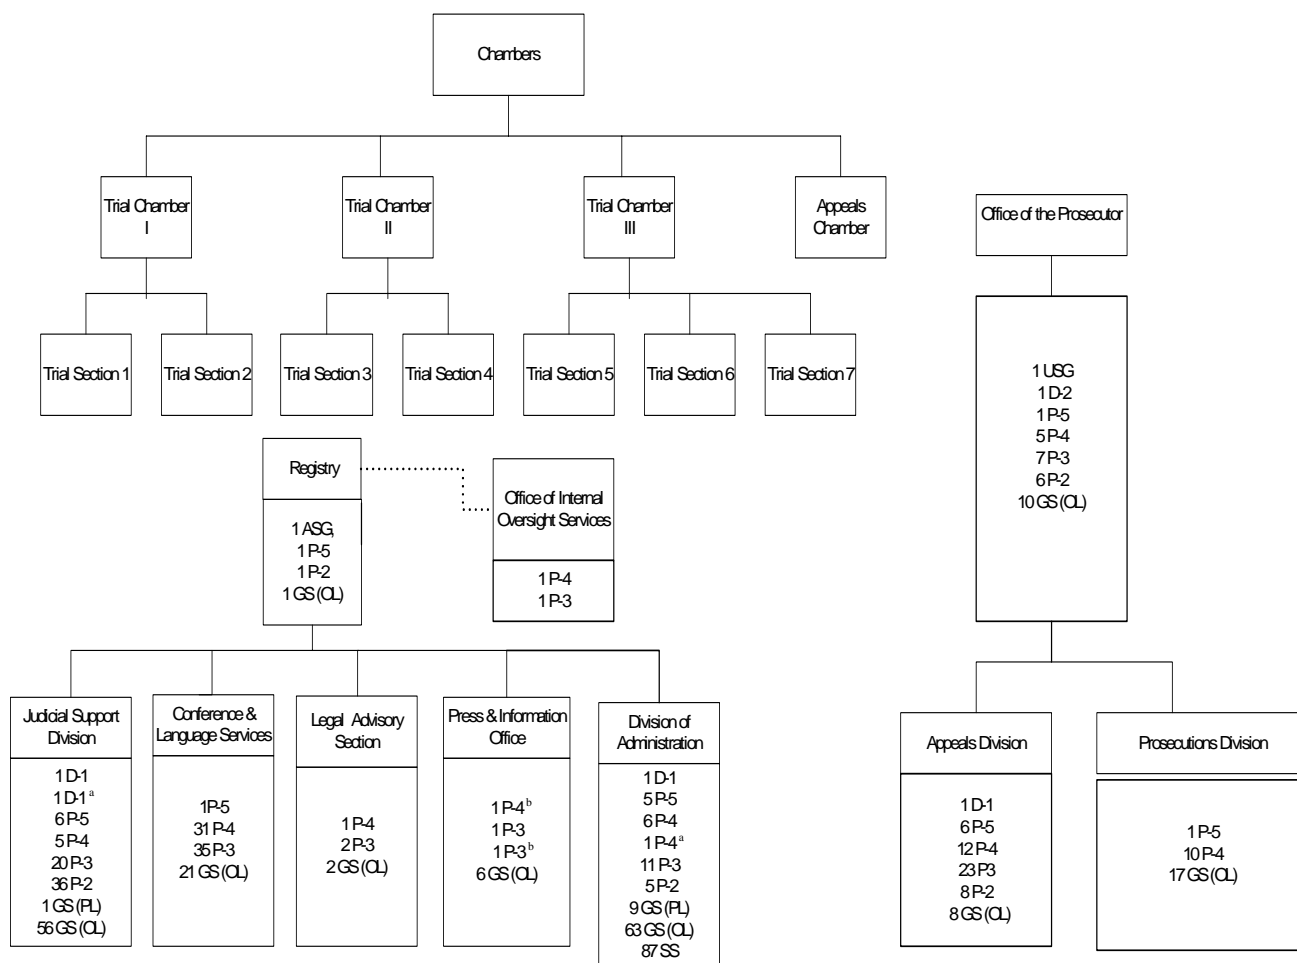 Chambers
Trial Chamber
I
Trial Chamber
II
Trial Chamber
III
Appeals
Chamber
Trial Section 1
Trial Section 2
Trial Section 3
Trial Section 4
Trial Section 5
Trial Section 6
Trial Section 7
Office of the Prosecutor
1 USG
1 D-2
1 P-5
5 P-4
7 P-3
6 P-2
10 GS (OL)
Registry
1 ASG,
1 P-5
1 P-2
1 GS (OL)
Office of Internal
Oversight Services
1 P-4
1 P-3
Judicial Support
Division
1 D-1
1 D-1 a
6 P-5
5 P-4
20 P-3
36 P-2
1 GS (PL)
56 GS (OL)
Conference &
Language Services
1P-5
31 P-4
35 P-3
21 GS (OL)
Legal Advisory
Section
1 P-4
2 P-3
2 GS (OL)
Press & Information
Office
1 P-4 b
1 P-3
1 P-3 b
6 GS (OL)
Division of
Administration
1 D-1
5 P-5
6 P-4
1 P-4 a
11 P-3
5 P-2
9 GS (PL)
63 GS (OL)
87 SS
Appeals Division
1 D-1
6 P-5
12 P-4
23 P3
8 P-2
8 GS (OL)
Prosecutions Division
1 P-5
10 P-4
17 GS (OL)